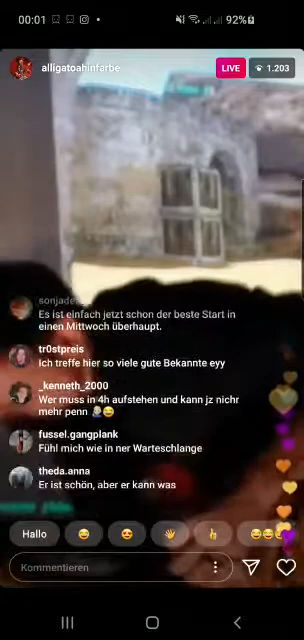 00:01
92%
alligatoahinfarbe
LIVE
1.203
Es ist einfach jetzt schon der beste Start in
einen Mittwoch überhaupt.
tr0stpreis
Ich treffe hier so viele gute Bekannte eyy
_kenneth_2000
Wer muss in 4h aufstehen und kann jz nichr
mehr penn 🤷😂
fussel.gangplank
Fühl mich wie in ner Warteschlange
theda.anna
Er ist schön, aber er kann was
Hallo 😂 😍 👋 👆 😂😂😂
Kommentieren